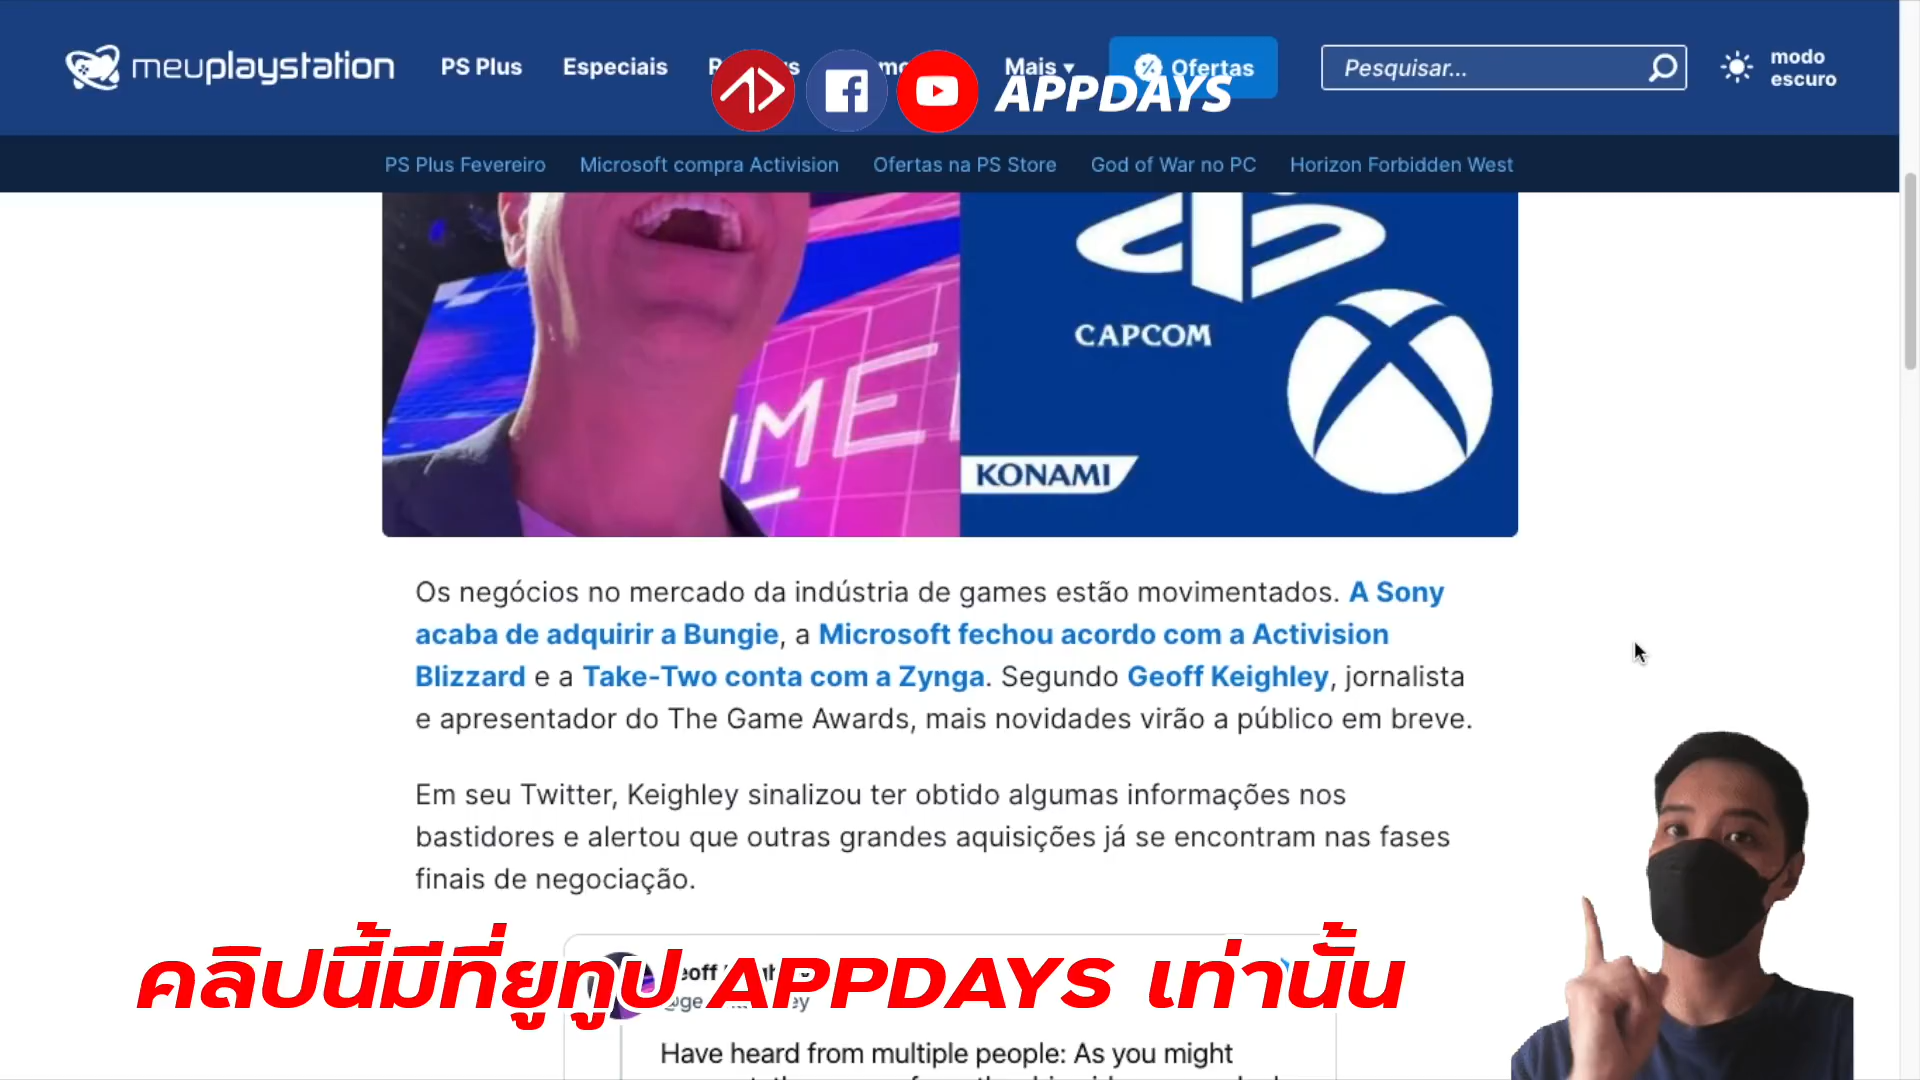 meuplaystation
PS Plus
Especiais
Mais
Ofertas
Pesquisar...
modo
escuro
APPDAYS
PS Plus Fevereiro
Microsoft compra Activision
Ofertas na PS Store
God of War no PC
Horizon Forbidden West
CAPCOM
KONAMI
Os negócios no mercado da indústria de games estão movimentados. A Sony
acaba de adquirir a Bungie, a Microsoft fechou acordo com a Activision
Blizzard e a Take-Two conta com a Zynga. Segundo Geoff Keighley, jornalista
e apresentador do The Game Awards, mais novidades virão a público em breve.
Em seu Twitter, Keighley sinalizou ter obtido algumas informações nos
bastidores e alertou que outras grandes aquisições já se encontram nas fases
finais de negociação.
คลิปนี้มีที่ยูทูป APPDAYS เท่านั้น
Have heard from multiple people: As you might